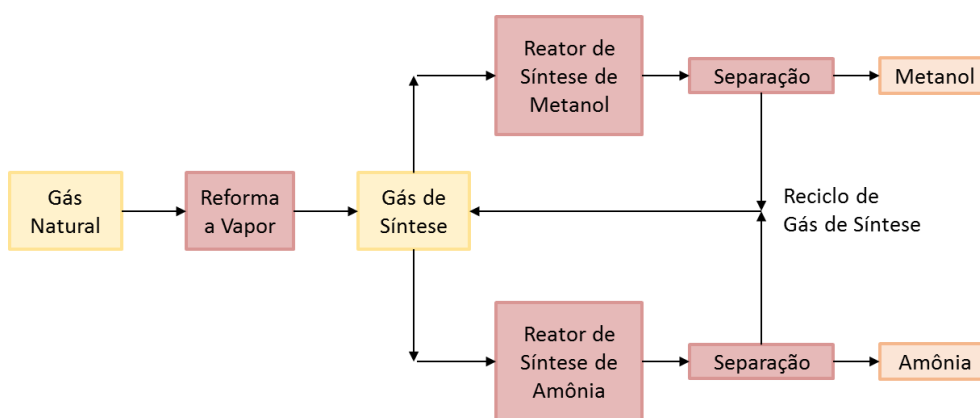 Gás
Natural
Reforma
a Vapor
Gás de
Síntese
Reator de
Síntese de
Metanol
Separação
Metanol
Reciclo de
Gás de Síntese
Reator de
Síntese de
Amônia
Separação
Amônia